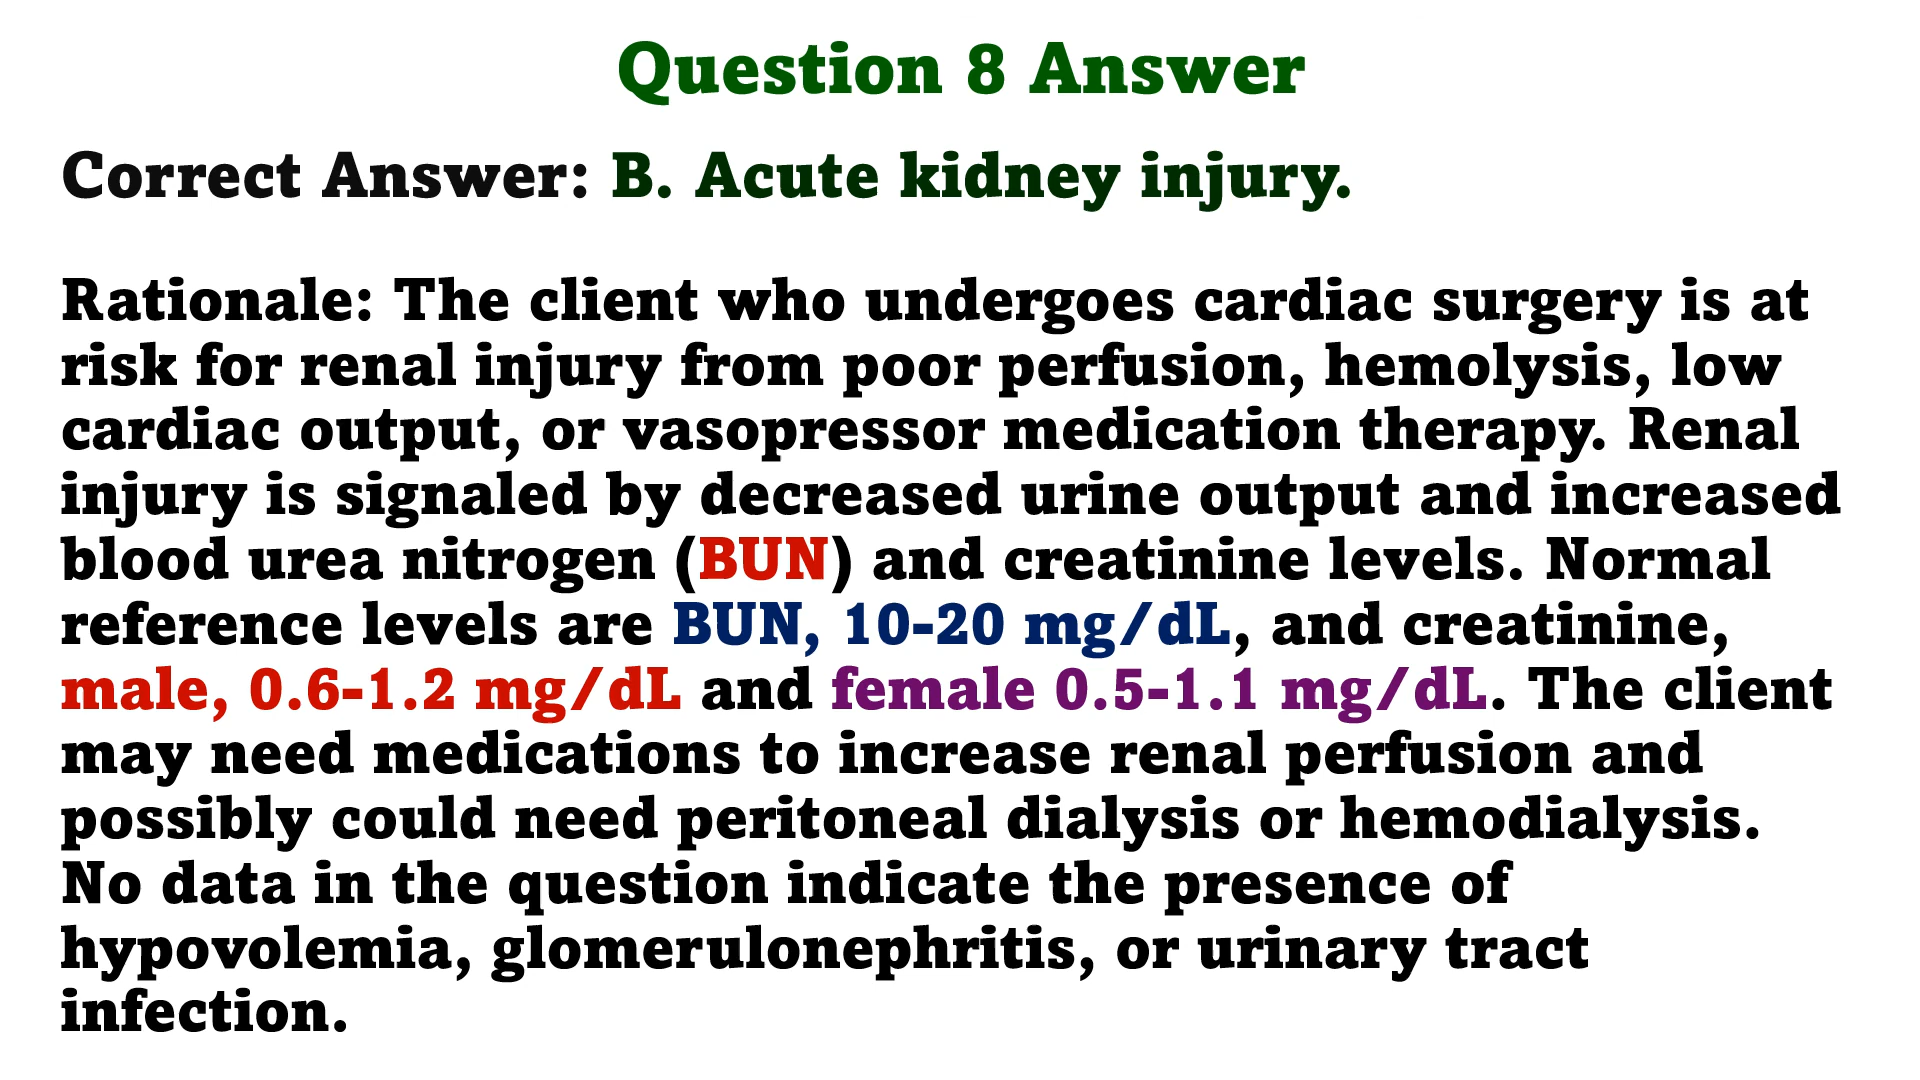 Question 8 Answer
Correct Answer: B. Acute kidney injury.
Rationale: The client who undergoes cardiac surgery is at
risk for renal injury from poor perfusion, hemolysis, low
cardiac output, or vasopressor medication therapy. Renal
injury is signaled by decreased urine output and increased
blood urea nitrogen (BUN) and creatinine levels. Normal
reference levels are BUN, 10-20 mg/dL, and creatinine,
male, 0.6-1.2 mg/dL and female 0.5-1.1 mg/dL. The client
may need medications to increase renal perfusion and
possibly could need peritoneal dialysis or hemodialysis.
No data in the question indicate the presence of
hypovolemia, glomerulonephritis, or urinary tract
infection.